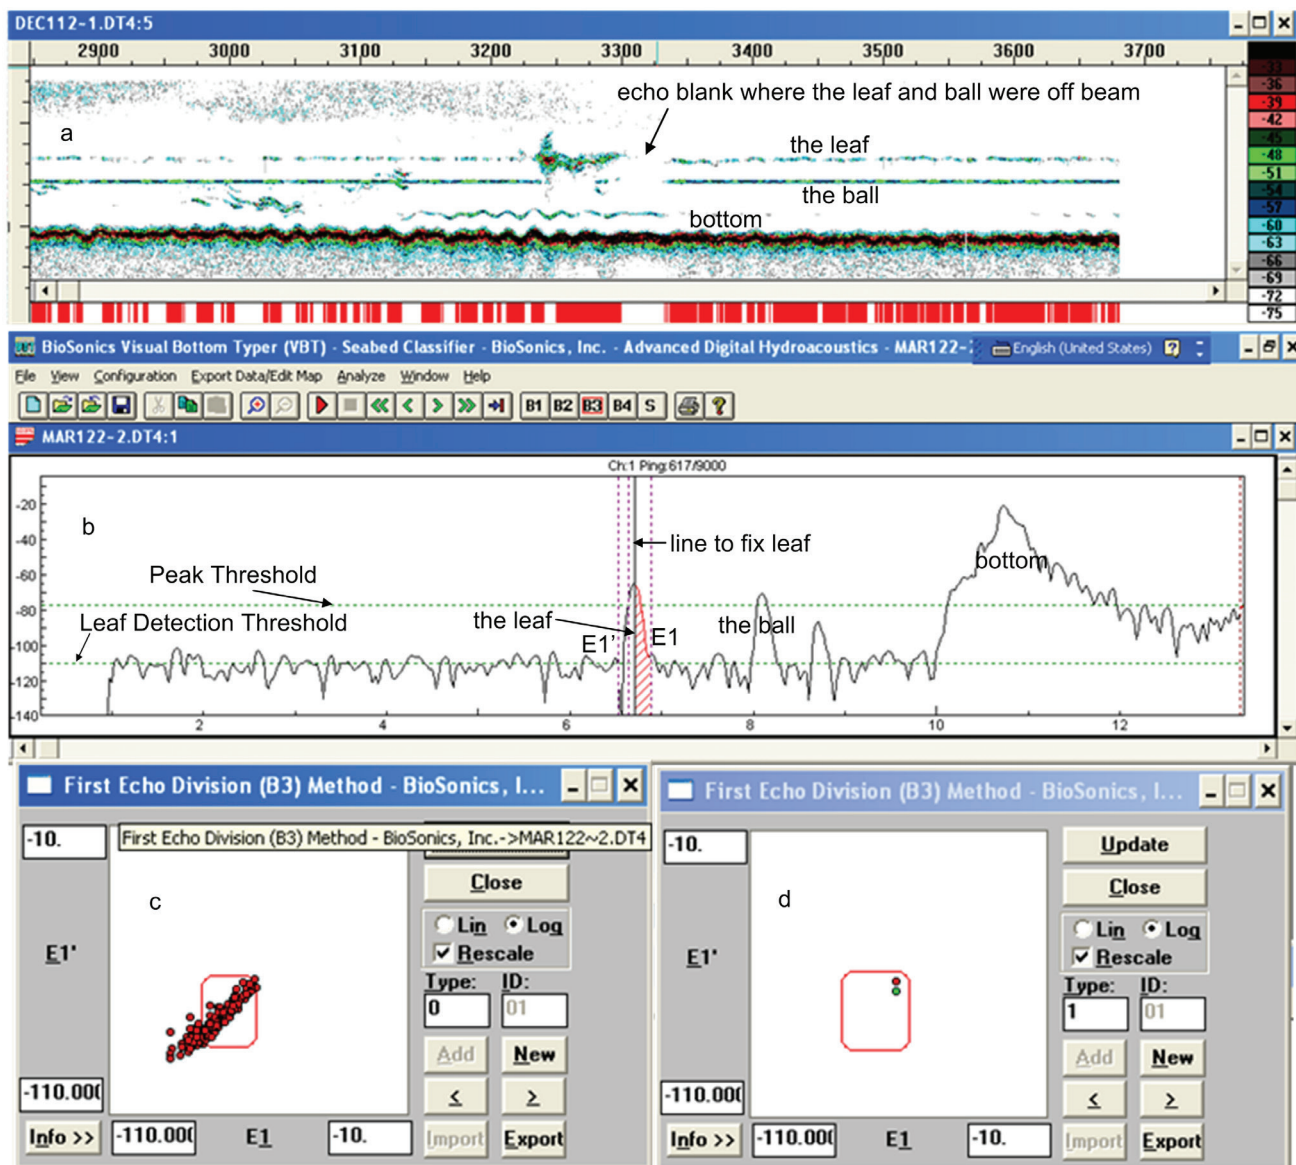 DEC112-1.DT4:5
2900 3000 3100 3200 3300 3400 3500 3600 3700
-33
-36
-39
-42
-45
-48
-51
-54
-57
-60
-63
-66
-69
-72
-75
echo blank where the leaf and ball were off beam
a
the leaf
the ball
bottom
BioSonics Visual Bottom Typer (VBT) - Seabed Classifier - BioSonics, Inc. - Advanced Digital Hydroacoustics - MAR122-
English (United States)
File View Configuration Export Data/Edit Map Analyze Window Help
B1 B2 B3 B4 S
MAR122-2.DT4:1
Ch:1 Ping:617/9000
-20
-40
-60
-80
-100
-120
-140
b
line to fix leaf
bottom
Peak Threshold
Leaf Detection Threshold
the leaf
E1'
E1
the ball
2 4 6 8 10 12
First Echo Division (B3) Method - BioSonics, I...
First Echo Division (B3) Method - BioSonics, Inc.->MAR122~2.DT4
-10.
c
Close
Lin Log
Rescale
E1'
Type: ID:
0 01
Add New
< >
-110.000
Info >> -110.000 E1 -10. Import Export
First Echo Division (B3) Method - BioSonics, I...
-10.
Update
d
Close
Lin Log
Rescale
E1'
Type: ID:
1 01
Add New
< >
-110.000
Info >> -110.000 E1 -10. Import Export